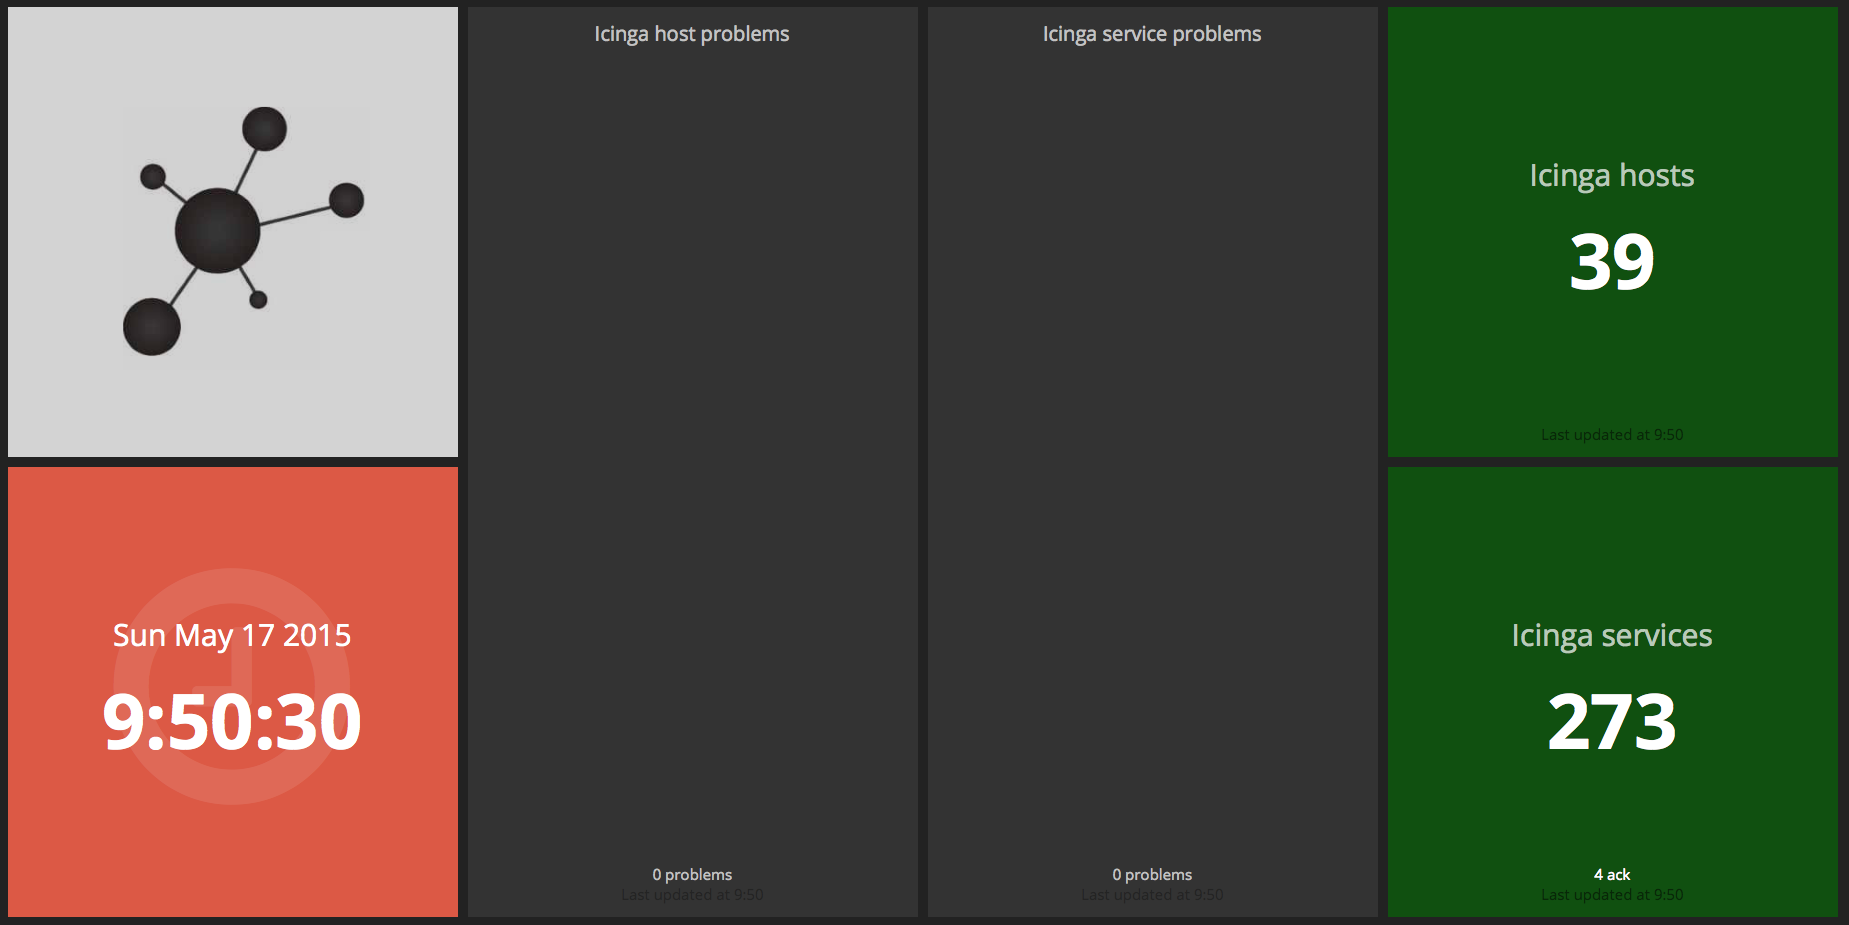 Icinga host problems
0 problems
Last updated at 9:50
Icinga service problems
0 problems
Last updated at 9:50
Icinga hosts
39
Last updated at 9:50
Sun May 17 2015
9:50:30
Icinga services
273
4 ack
Last updated at 9:50